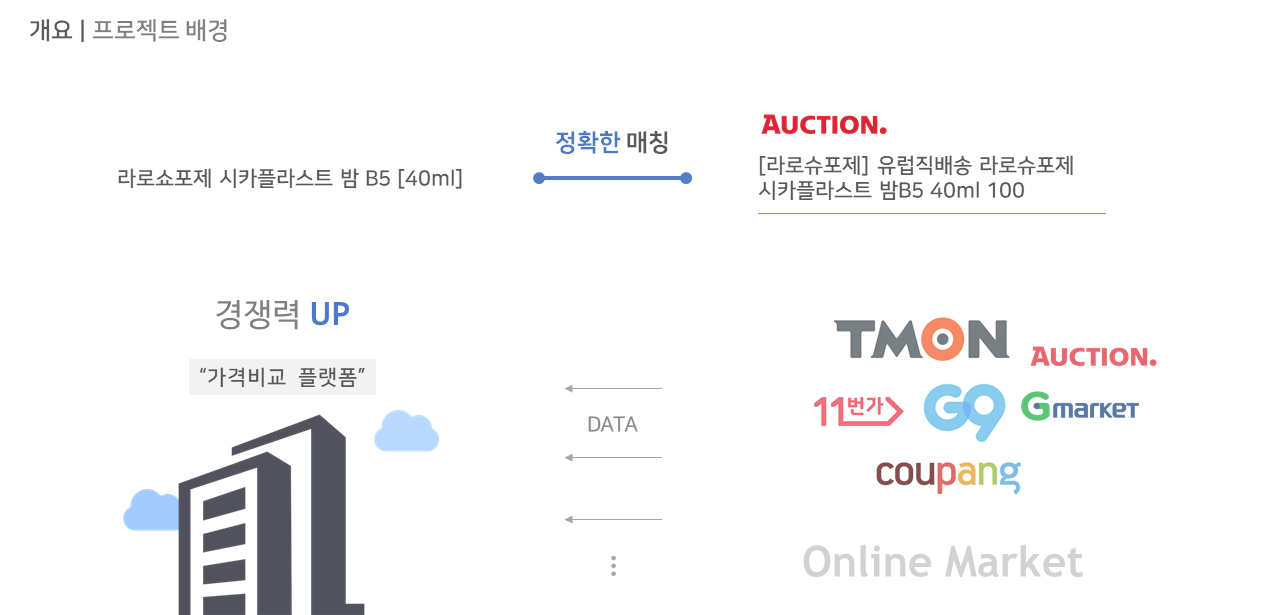 개요 | 프로젝트 배경
정확한 매칭
라로쇼포제 시카플라스트 밤 B5 [40ml]
AUCTION.
[라로슈포제] 유럽직배송 라로슈포제
시카플라스트 밤B5 40ml 100
경쟁력 UP
“가격비교 플랫폼”
DATA
TMON
AUCTION.
11번가
G9
Gmarket
coupang
Online Market